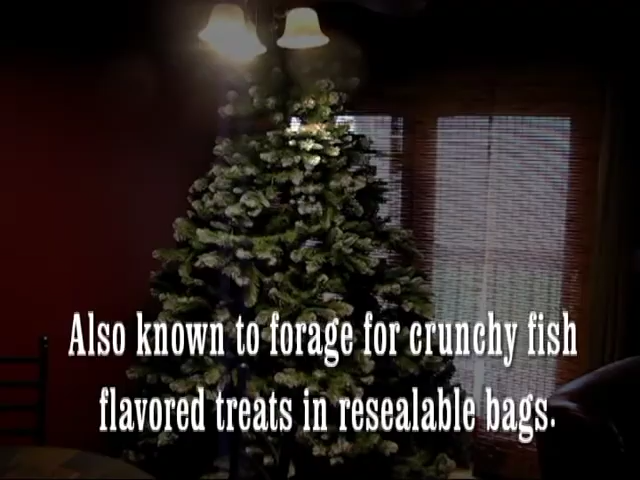 Also known to forage for crunchy fish
flavored treats in resealable bags.